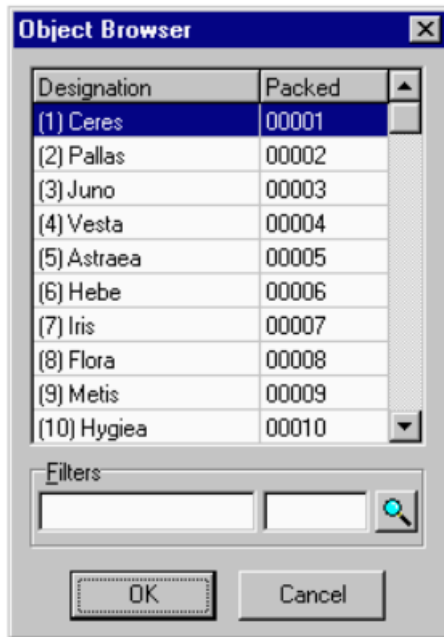 Object Browser
Designation Packed
(1) Ceres 00001
(2) Pallas 00002
(3) Juno 00003
(4) Vesta 00004
(5) Astraea 00005
(6) Hebe 00006
(7) Iris 00007
(8) Flora 00008
(9) Metis 00009
(10) Hygiea 00010
Filters
OK Cancel